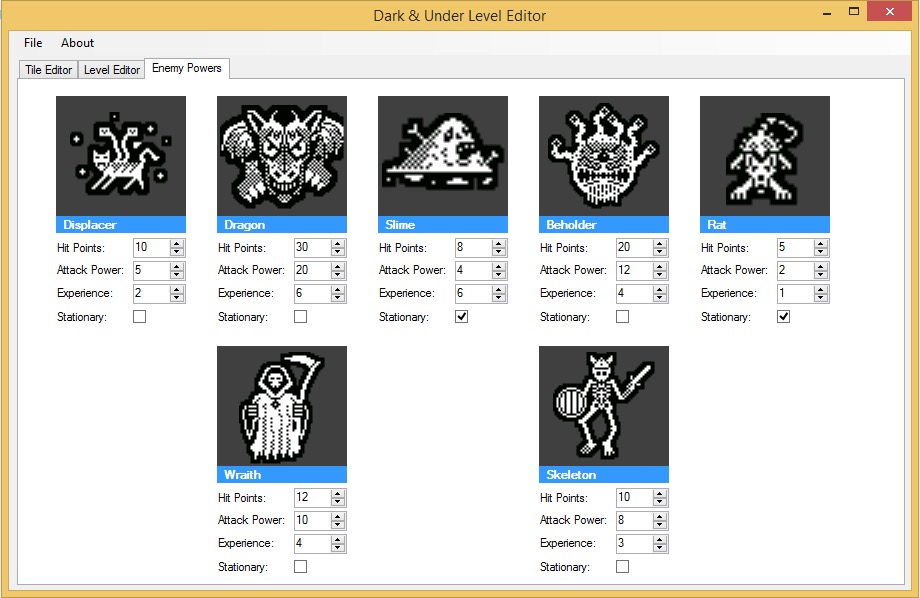 Dark & Under Level Editor
File About
Tile Editor Level Editor Enemy Powers
Displacer Dragon Slime Beholder Rat
Hit Points: 10 Hit Points: 30 Hit Points: 8 Hit Points: 20 Hit Points: 5
Attack Power: 5 Attack Power: 20 Attack Power: 4 Attack Power: 12 Attack Power: 2
Experience: 2 Experience: 6 Experience: 6 Experience: 4 Experience: 1
Stationary: Stationary: Stationary: Stationary: Stationary:
Wraith Skeleton
Hit Points: 12 Hit Points: 10
Attack Power: 10 Attack Power: 8
Experience: 4 Experience: 3
Stationary: Stationary: